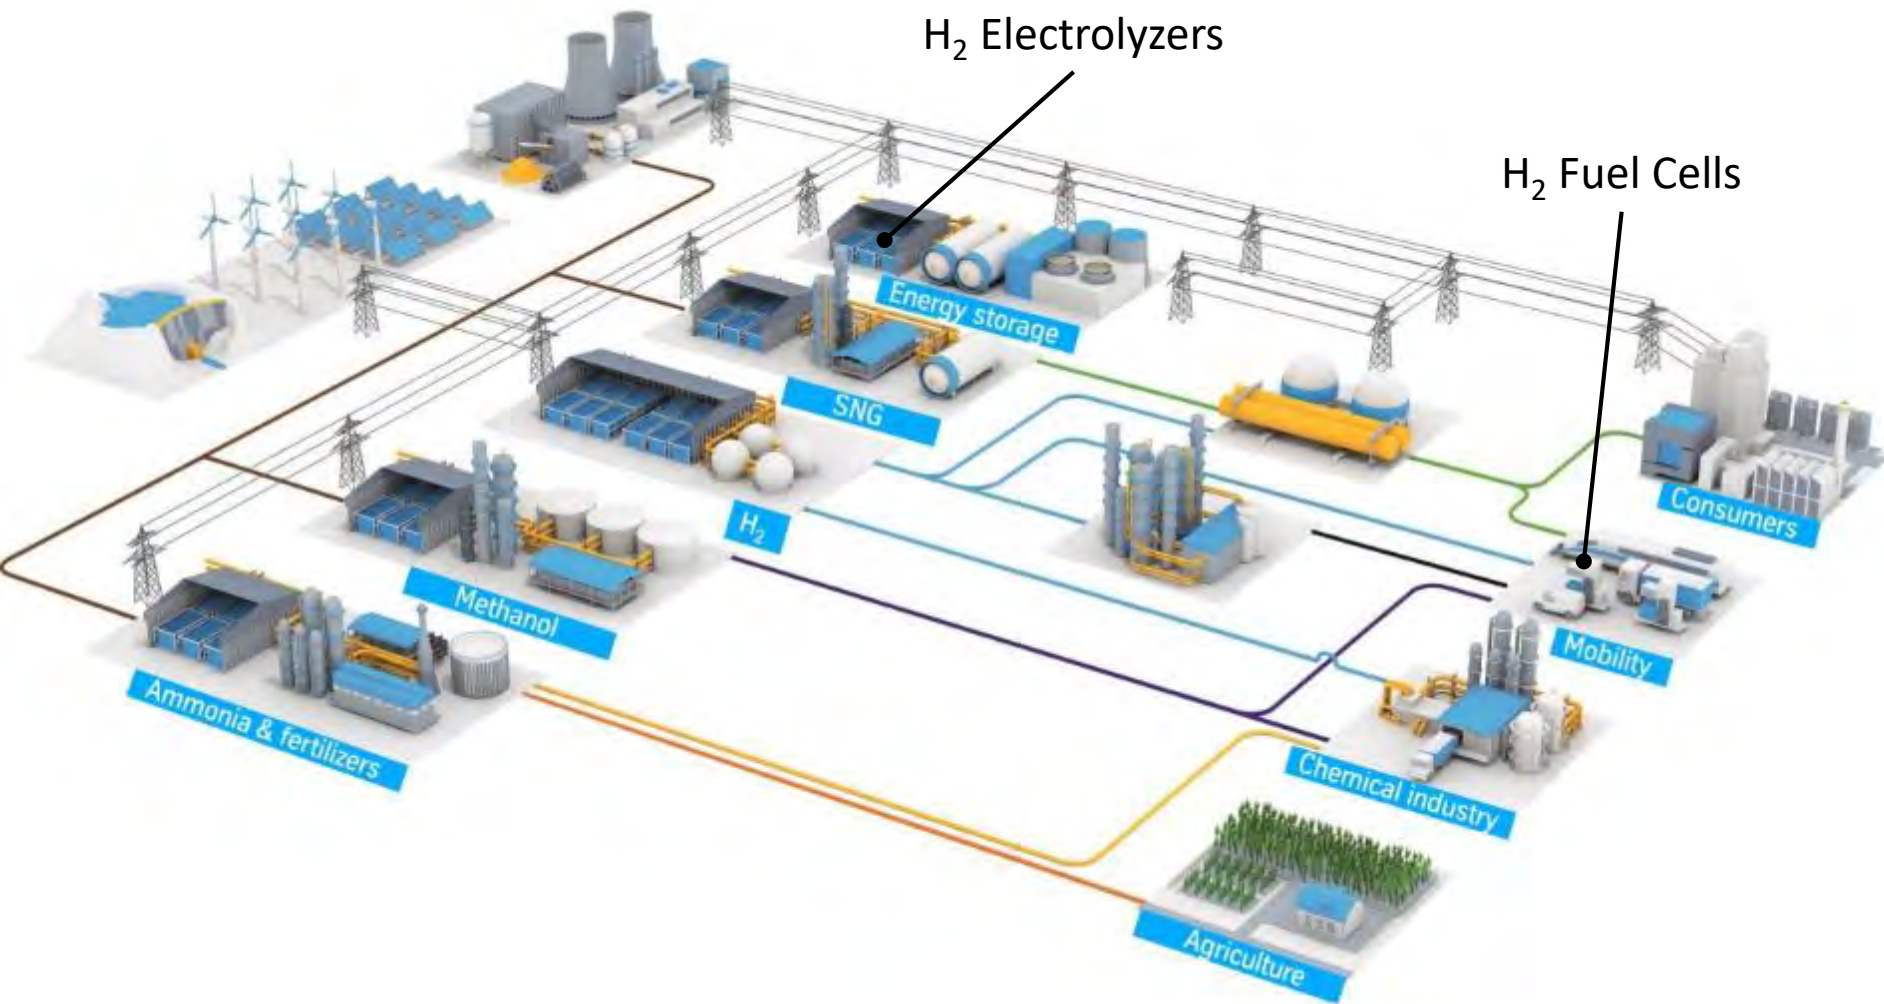 H₂ Electrolyzers
H₂ Fuel Cells
Energy storage
SNG
H₂
Consumers
Methanol
Mobility
Ammonia & fertilizers
Chemical industry
Agriculture